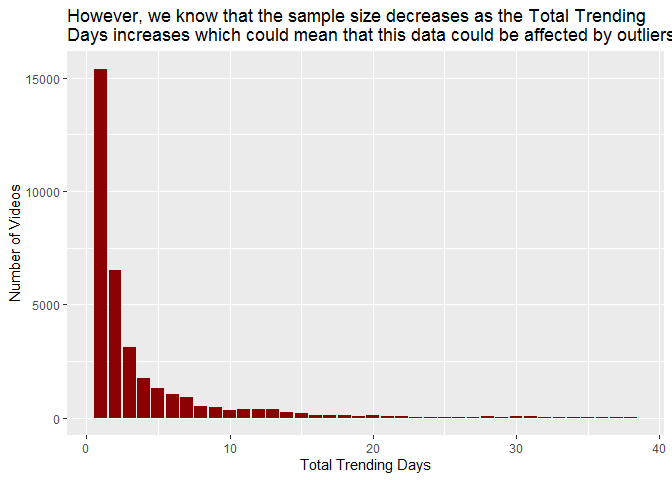 However, we know that the sample size decreases as the Total Trending
Days increases which could mean that this data could be affected by outliers
15000
10000
5000
0
Number of Videos
0 10 20 30 40
Total Trending Days